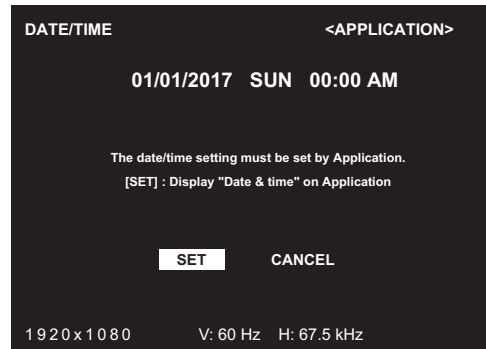 DATE/TIME <APPLICATION>
01/01/2017 SUN 00:00 AM
The date/time setting must be set by Application.
[SET] : Display "Date & time" on Application
SET CANCEL
1920x1080 V: 60 Hz H: 67.5 kHz